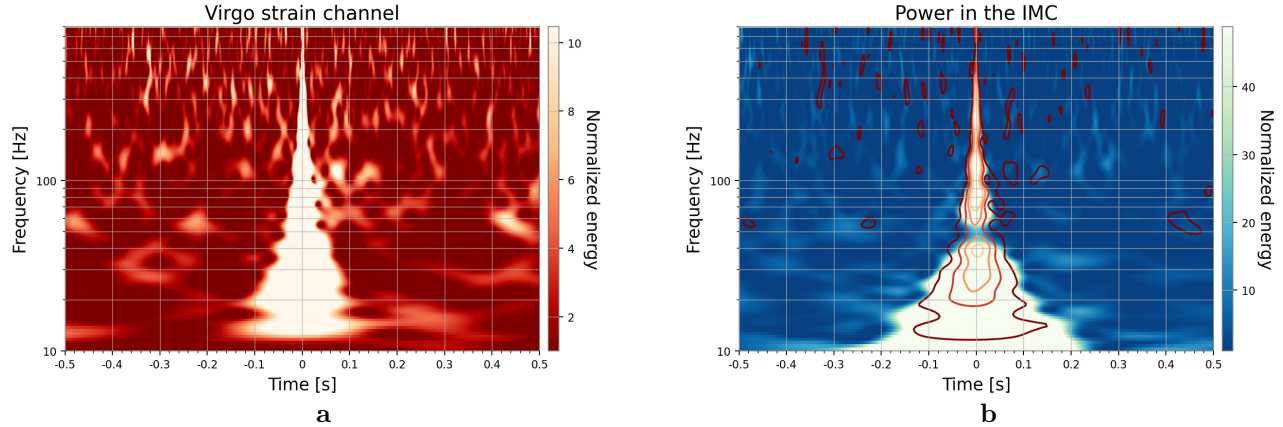 Virgo strain channel
Frequency [Hz]
100
10
-0.5 -0.4 -0.3 -0.2 -0.1 0 0.1 0.2 0.3 0.4 0.5
Time [s]
10
8
6
4
2
Normalized energy
a
Power in the IMC
Frequency [Hz]
100
10
-0.5 -0.4 -0.3 -0.2 -0.1 0 0.1 0.2 0.3 0.4 0.5
Time [s]
40
30
20
10
Normalized energy
b